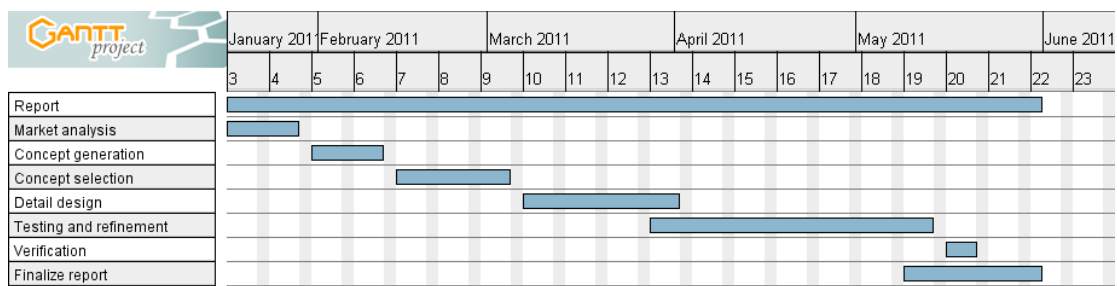 GANTT
project
January 2011 February 2011 March 2011 April 2011 May 2011 June 2011
3 4 5 6 7 8 9 10 11 12 13 14 15 16 17 18 19 20 21 22 23
Report
Market analysis
Concept generation
Concept selection
Detail design
Testing and refinement
Verification
Finalize report